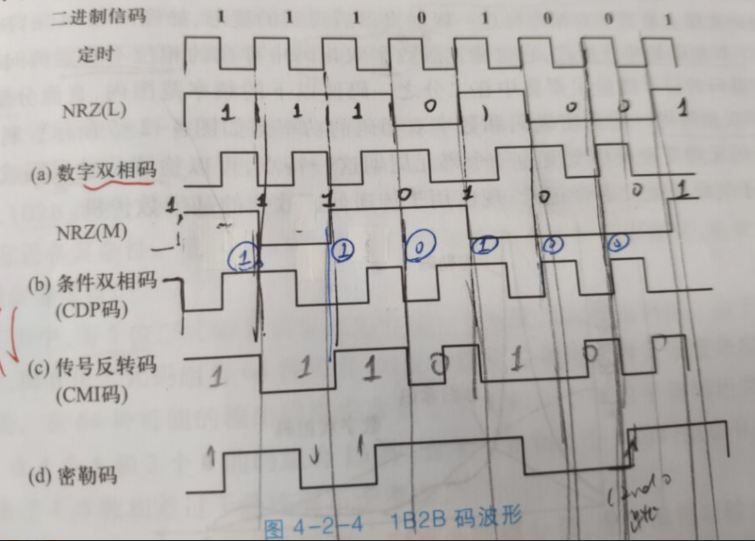 二进制信码 1 1 1 1 0 1 0 0 1
定时
NRZ(L) 1 1 1 0 1 0 0 1
(a) 数字双相码
1 1 1 0 1 0 0 1
NRZ(M)
1 1 0 1 0 0
(b) 条件双相码
(CDP码)
(c) 传号反转码 1 1 1 0 1 0 0
(CMI码)
(d) 密勒码
图 4-2-4 1B2B 码波形